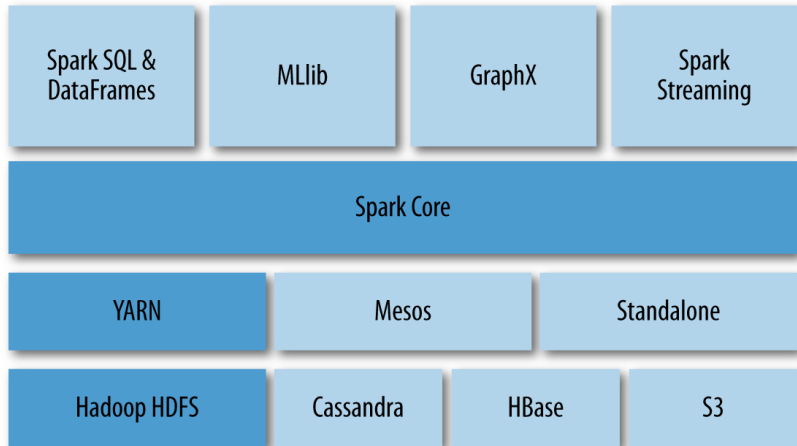 Spark SQL &
DataFrames
MLlib
GraphX
Spark
Streaming
Spark Core
YARN
Mesos
Standalone
Hadoop HDFS
Cassandra
HBase
S3